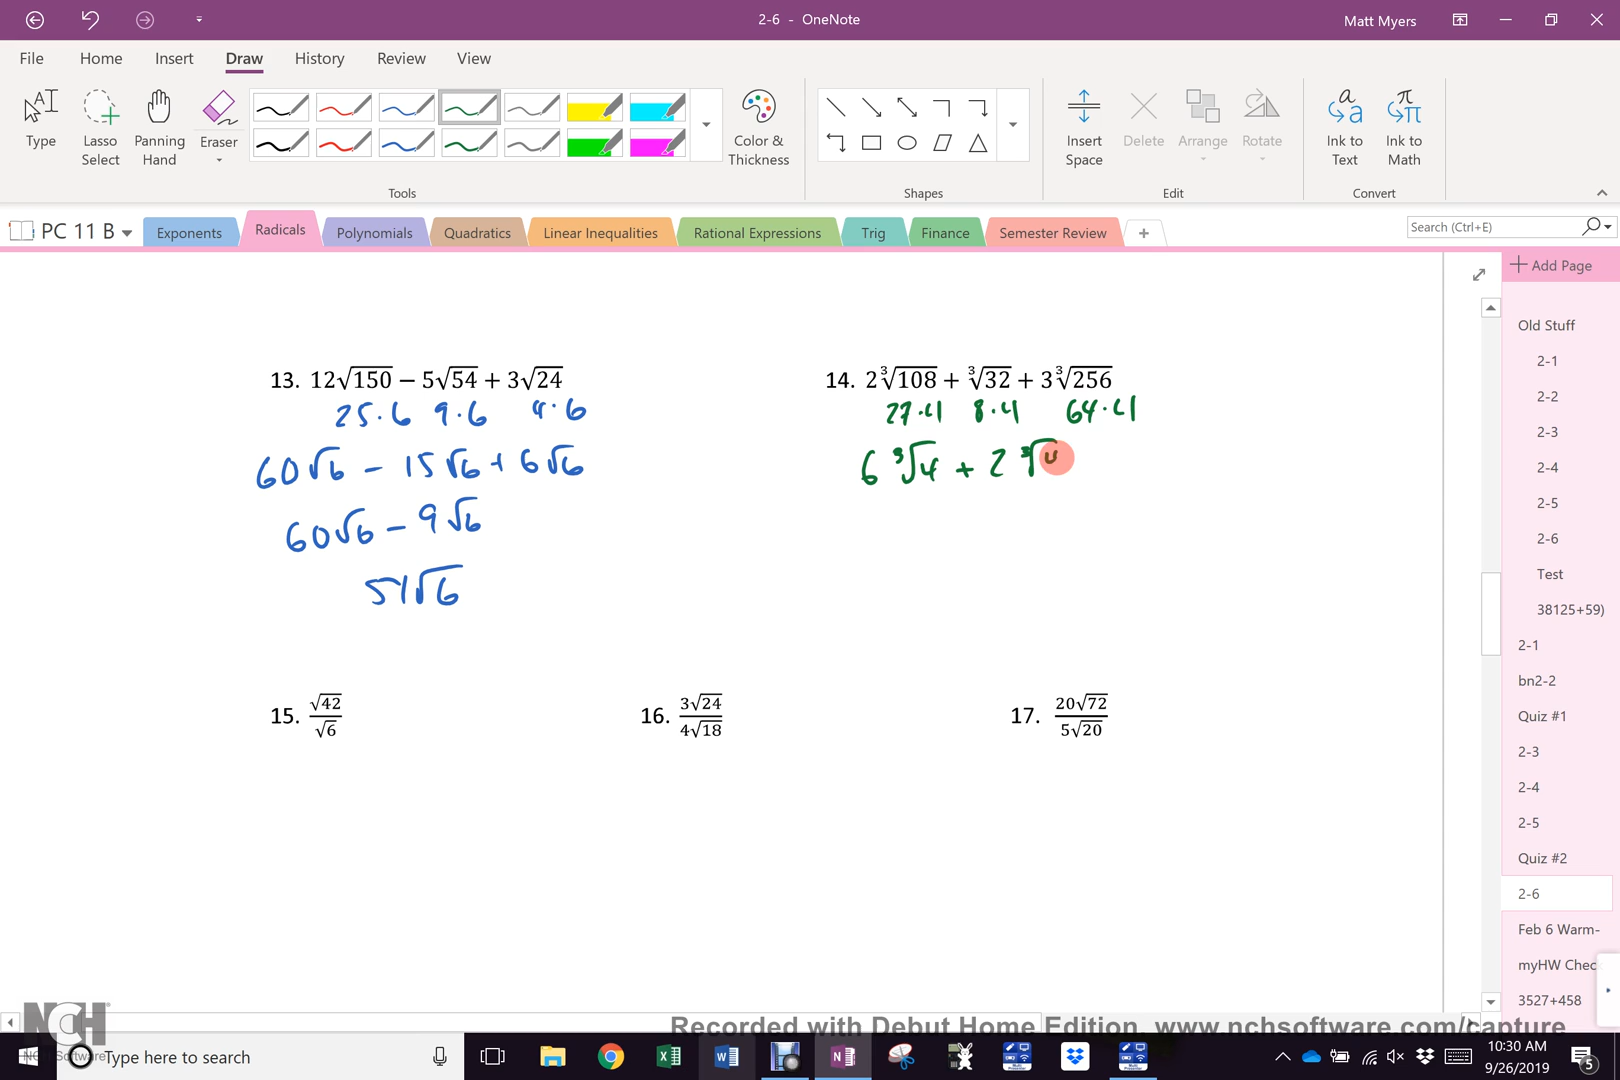 2-6 - OneNote
Matt Myers
File Home Insert Draw History Review View
Type
Lasso Select
Panning Hand
Eraser
Color & Thickness
Insert Space
Delete
Arrange
Rotate
Ink to Text
Ink to Math
Tools
Shapes
Edit
Convert
PC 11 B
Exponents Radicals Polynomials Quadratics Linear Inequalities Rational Expressions Trig Finance Semester Review +
Search (Ctrl+E)
Add Page
Old Stuff
2-1
2-2
2-3
2-4
2-5
2-6
Test
38125+59)
2-1
bn2-2
Quiz #1
2-3
2-4
2-5
Quiz #2
2-6
Feb 6 Warm-
myHW Chec
3527+458
13. 12√150 − 5√54 + 3√24
25·6 9·6 4·6
60√6 − 15√6 + 6√6
60√6 − 9√6
51√6
14. 2∛108 + ∛32 + 3∛256
27·4 8·4 64·4
6∛4 + 2∛4
15. √42/√6
16. 3√24/4√18
17. 20√72/5√20
NCH
NCH Software
Recorded with Debut Home Edition. www.nchsoftware.com/capture
Type here to search
10:30 AM
9/26/2019
5